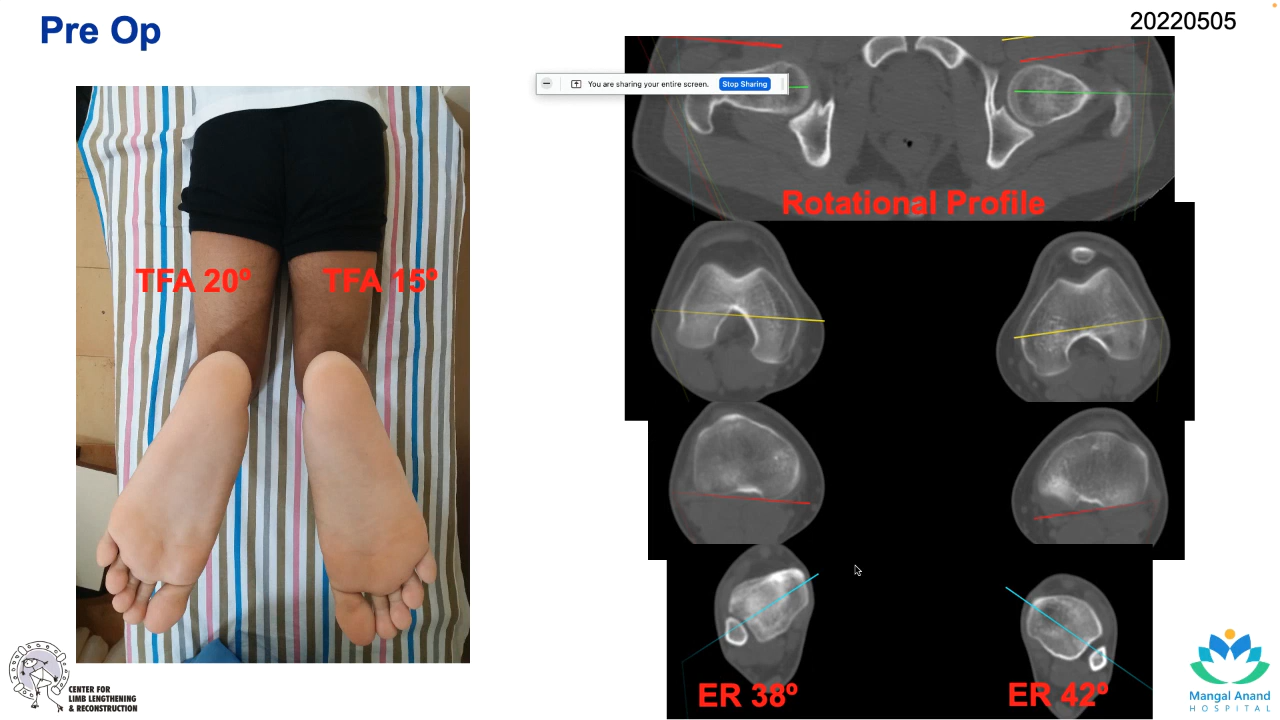 Pre Op
20220505
You are sharing your entire screen.
Stop Sharing
Rotational Profile
TFA 20º
TFA 15º
ER 38º
ER 42º
CENTER FOR
LIMB LENGTHENING
& RECONSTRUCTION
Mangal Anand
HOSPITAL